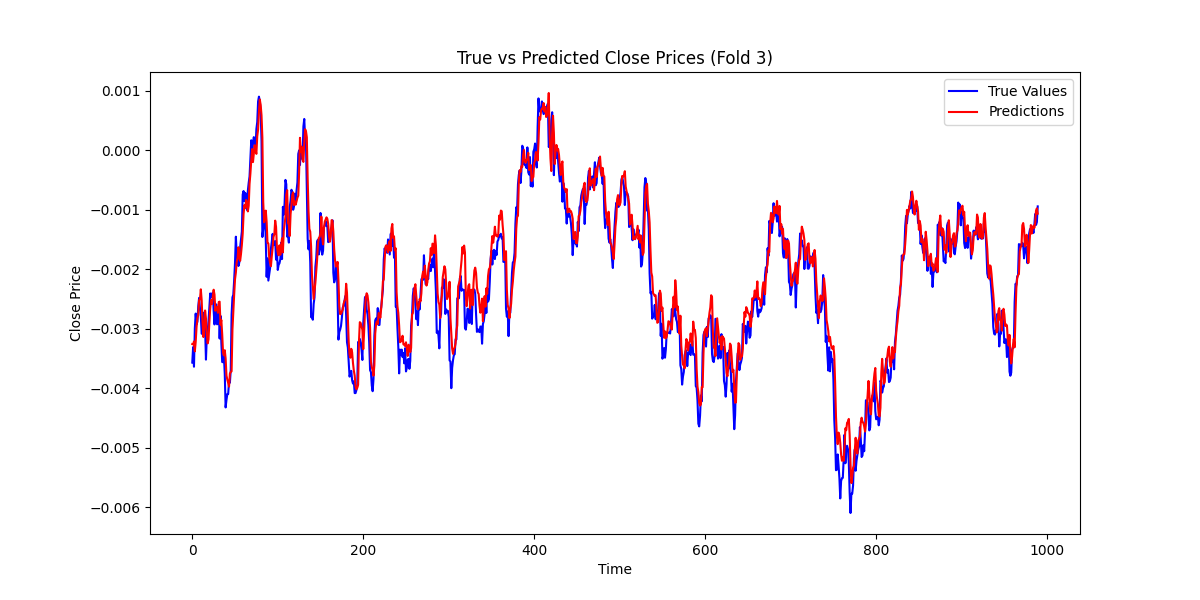 True vs Predicted Close Prices (Fold 3)
True Values
Predictions
0.001
0.000
−0.001
−0.002
−0.003
−0.004
−0.005
−0.006
Close Price
0 200 400 600 800 1000
Time